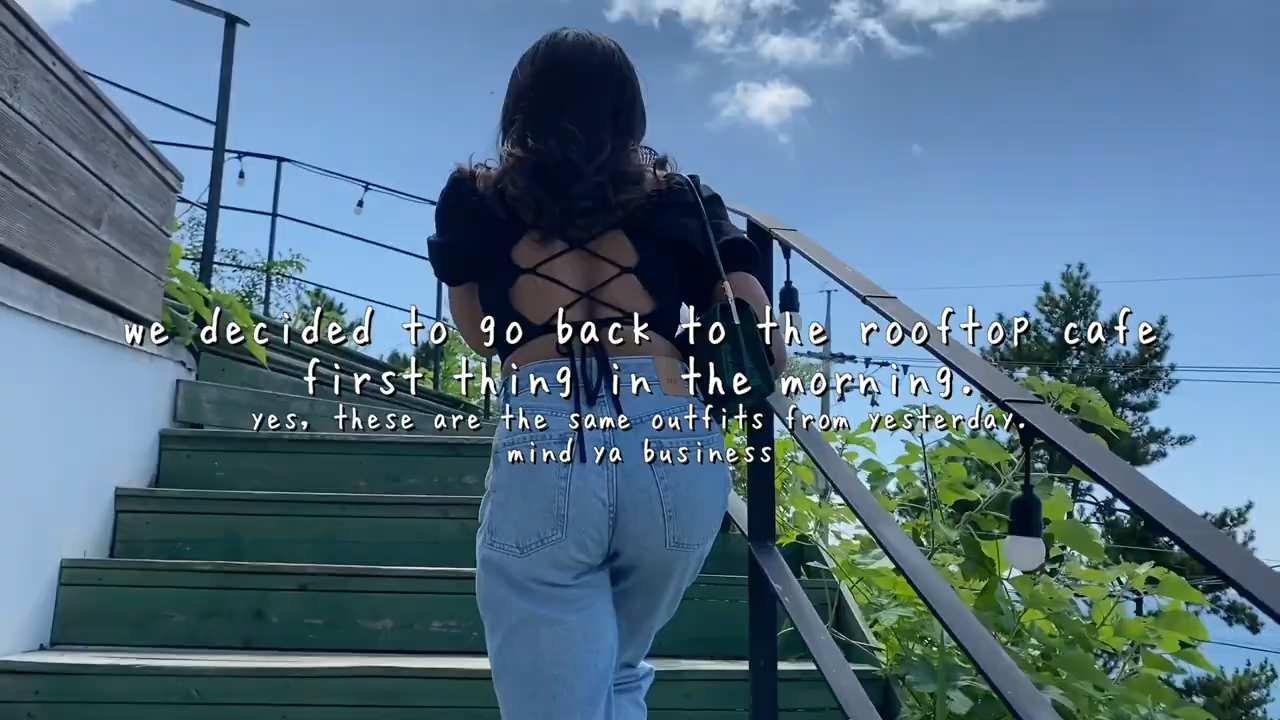 we decided to go back to the rooftop cafe
first thing in the morning.
yes, these are the same outfits from yesterday.
mind ya business